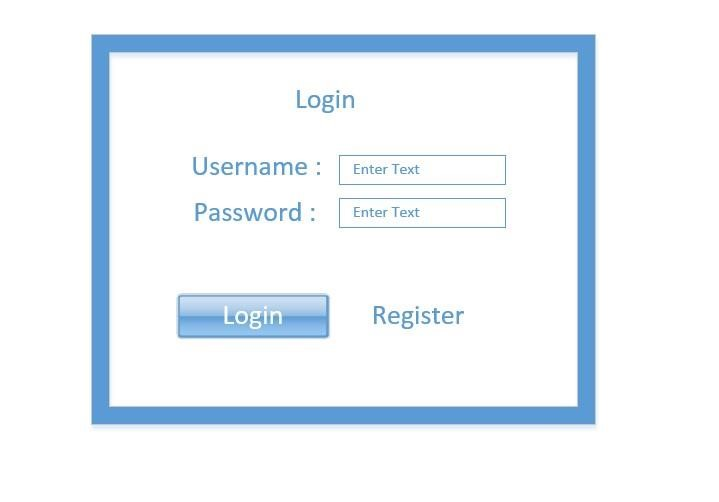 Login
Username : Enter Text
Password : Enter Text
Login Register